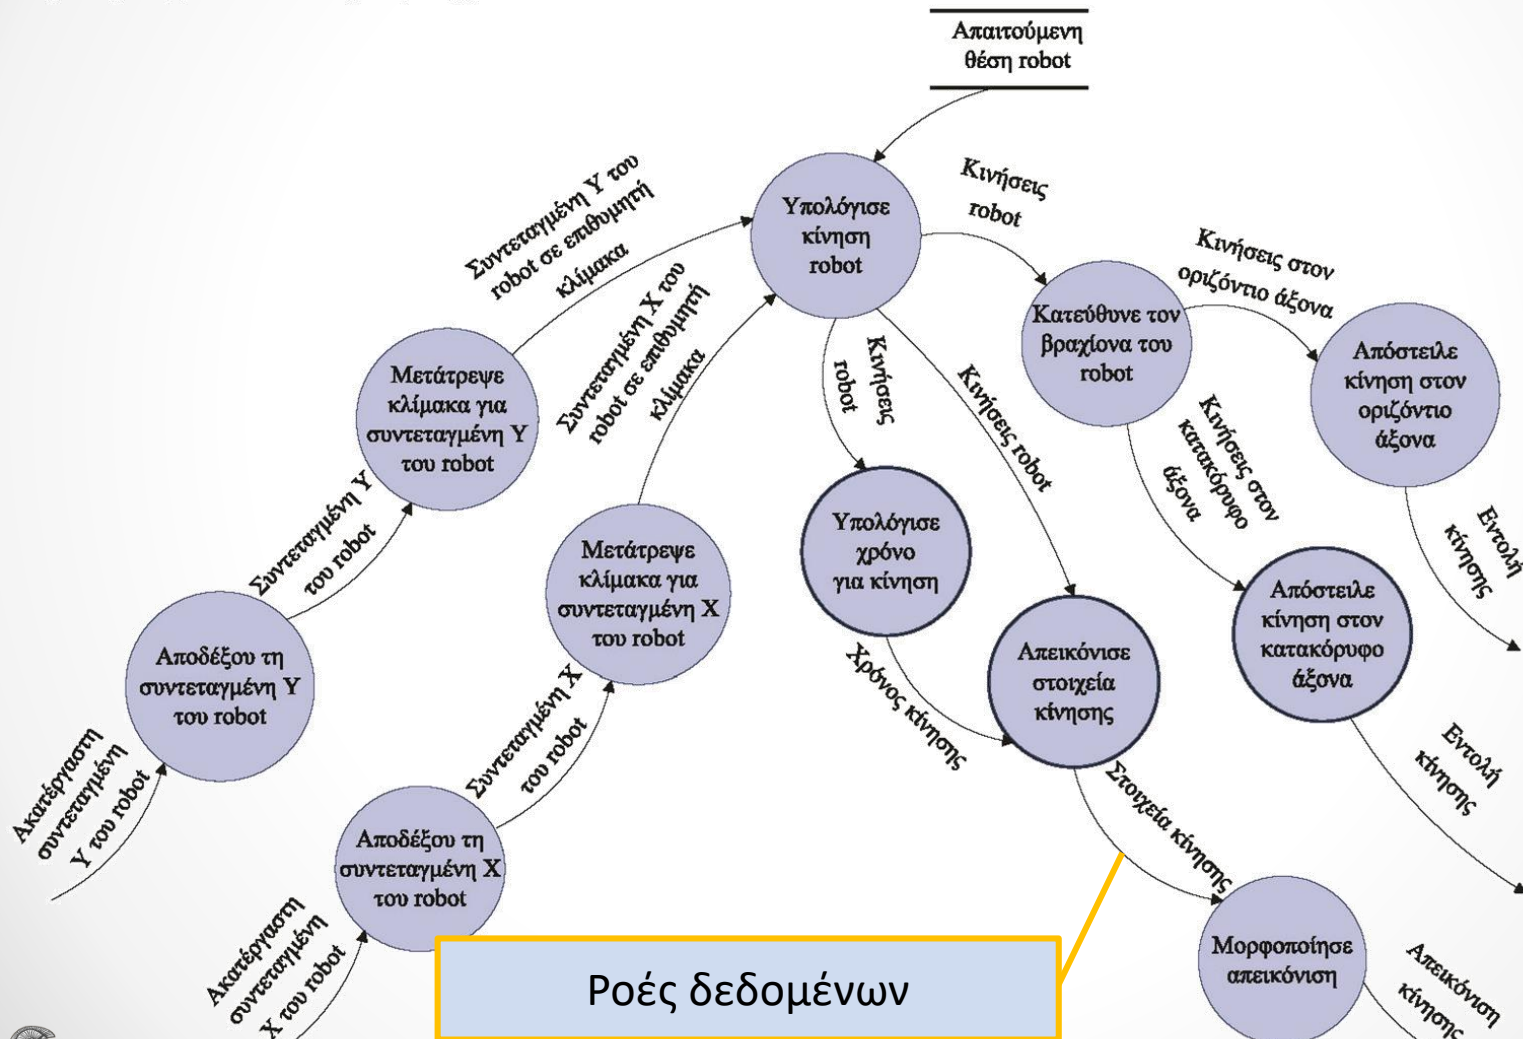 Απαιτούμενη
θέση robot
Συντεταγμένη Y του
robot σε επιθυμητή
κλίμακα
Υπολόγισε
κίνηση
robot
Κινήσεις
robot
Κινήσεις στον
οριζόντιο άξονα
Συντεταγμένη X του
robot σε επιθυμητή
κλίμακα
Κινήσεις
robot
Κινήσεις robot
Κατεύθυνε τον
βραχίονα του
robot
Απόστειλε
κίνηση στον
οριζόντιο
άξονα
Μετάτρεψε
κλίμακα για
συντεταγμένη Y
του robot
Κινήσεις στον
κατακόρυφο
άξονα
Συντεταγμένη Y
του robot
Μετάτρεψε
κλίμακα για
συντεταγμένη X
του robot
Υπολόγισε
χρόνο
για κίνηση
Εντολή
κίνησης
Απόστειλε
κίνηση στον
κατακόρυφο
άξονα
Αποδέξου τη
συντεταγμένη Y
του robot
Συντεταγμένη X
του robot
Χρόνος κίνησης
Απεικόνισε
στοιχεία
κίνησης
Εντολή
κίνησης
Ακατέργαστη
συντεταγμένη
Y του robot
Αποδέξου τη
συντεταγμένη X
του robot
Στοιχεία κίνησης
Ακατέργαστη
συντεταγμένη
X του robot
Ροές δεδομένων
Μορφοποίησε
απεικόνιση
Απεικόνιση
κίνησης